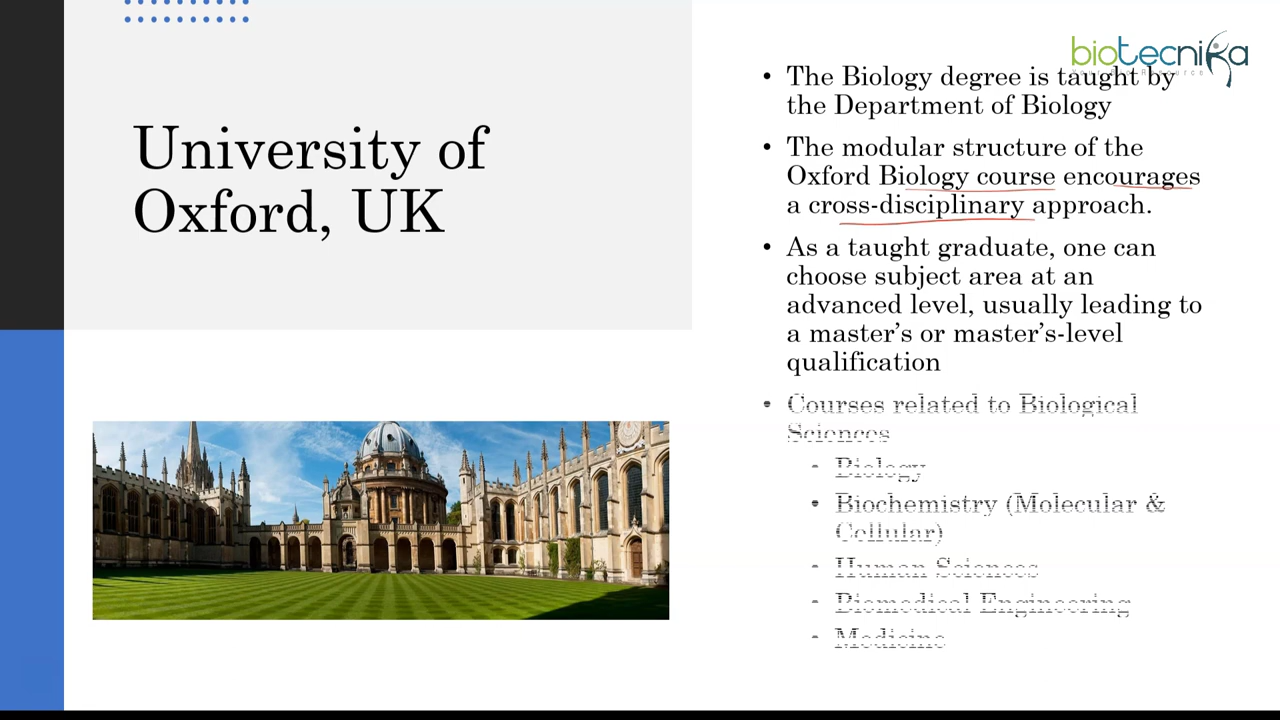 biotecnika
University of
Oxford, UK
• The Biology degree is taught by
the Department of Biology
• The modular structure of the
Oxford Biology course encourages
a cross-disciplinary approach.
• As a taught graduate, one can
choose subject area at an
advanced level, usually leading to
a master’s or master’s-level
qualification
• Courses related to Biological
Sciences
• Biology
• Biochemistry (Molecular &
Cellular)
• Human Sciences
• Biomedical Engineering
• Medicine